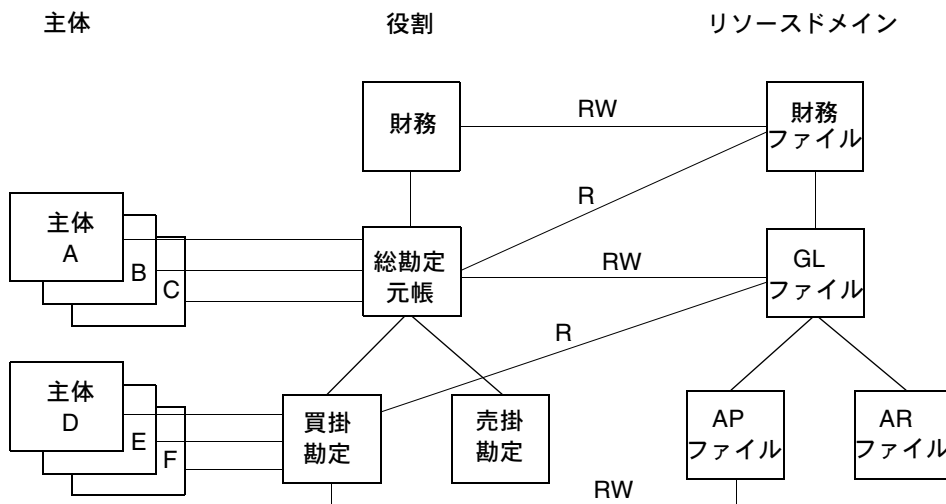 主体
役割
リソースドメイン
財務
RW
財務
ファイル
R
主体
A
B
C
総勘定
元帳
RW
GL
ファイル
R
主体
D
E
F
買掛
勘定
売掛
勘定
AP
ファイル
AR
ファイル
RW